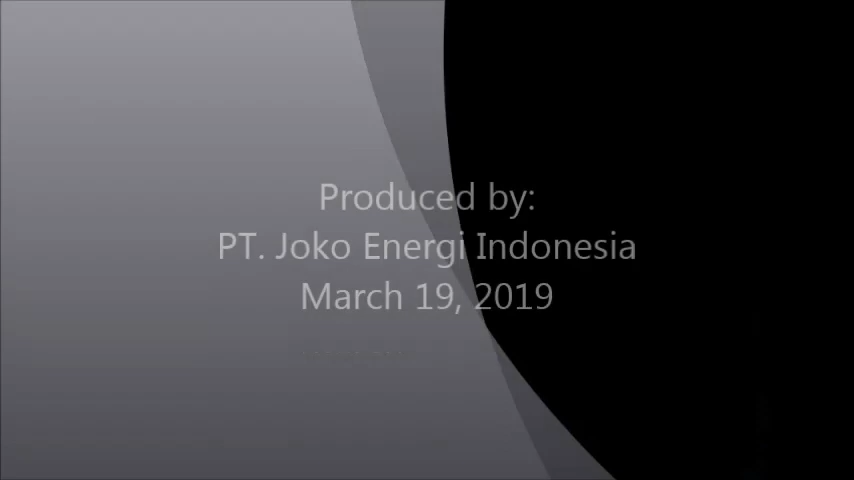 Produced by:
PT. Joko Energi Indonesia
March 19, 2019